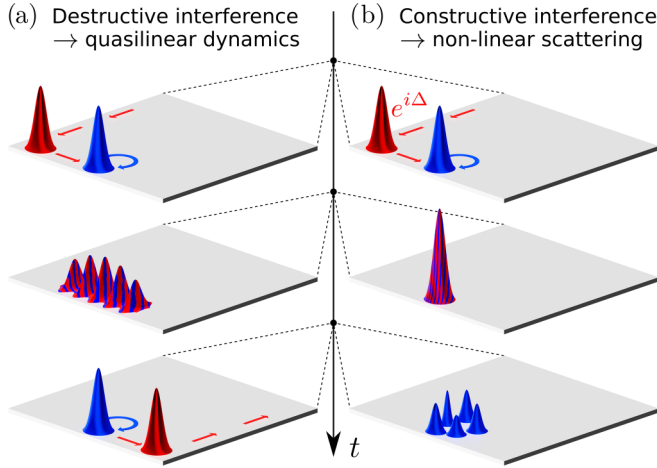 (a) Destructive interference
→ quasilinear dynamics
(b) Constructive interference
→ non-linear scattering
e^{iΔ}
t